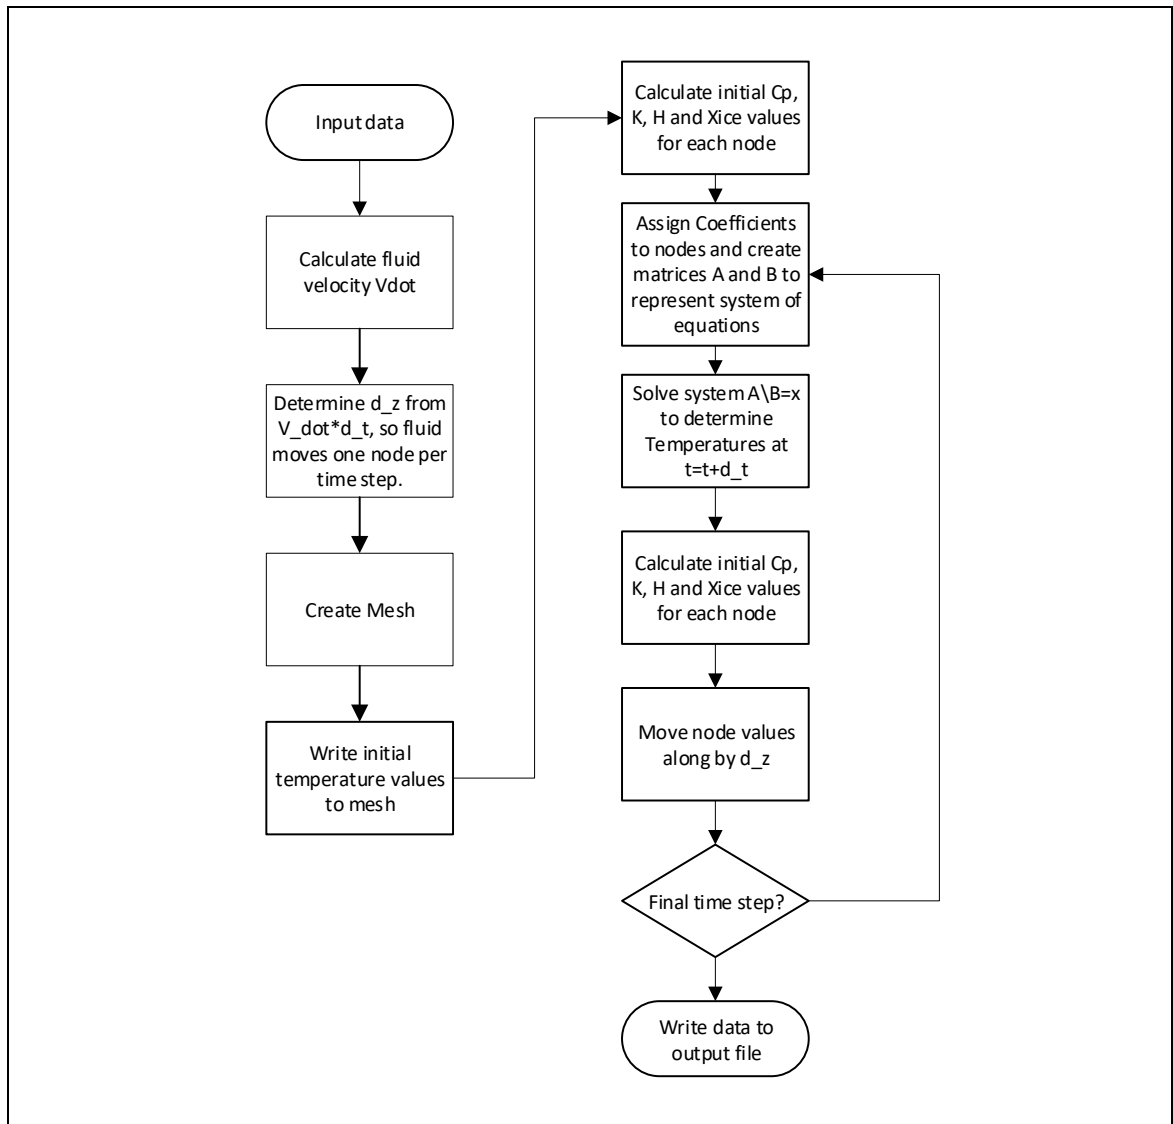 Input data
Calculate fluid
velocity Vdot
Determine d_z from
V_dot*d_t, so fluid
moves one node per
time step.
Create Mesh
Write initial
temperature values
to mesh
Calculate initial Cp,
K, H and Xice values
for each node
Assign Coefficients
to nodes and create
matrices A and B to
represent system of
equations
Solve system A\B=x
to determine
Temperatures at
t=t+d_t
Calculate initial Cp,
K, H and Xice values
for each node
Move node values
along by d_z
Final time step?
Write data to
output file